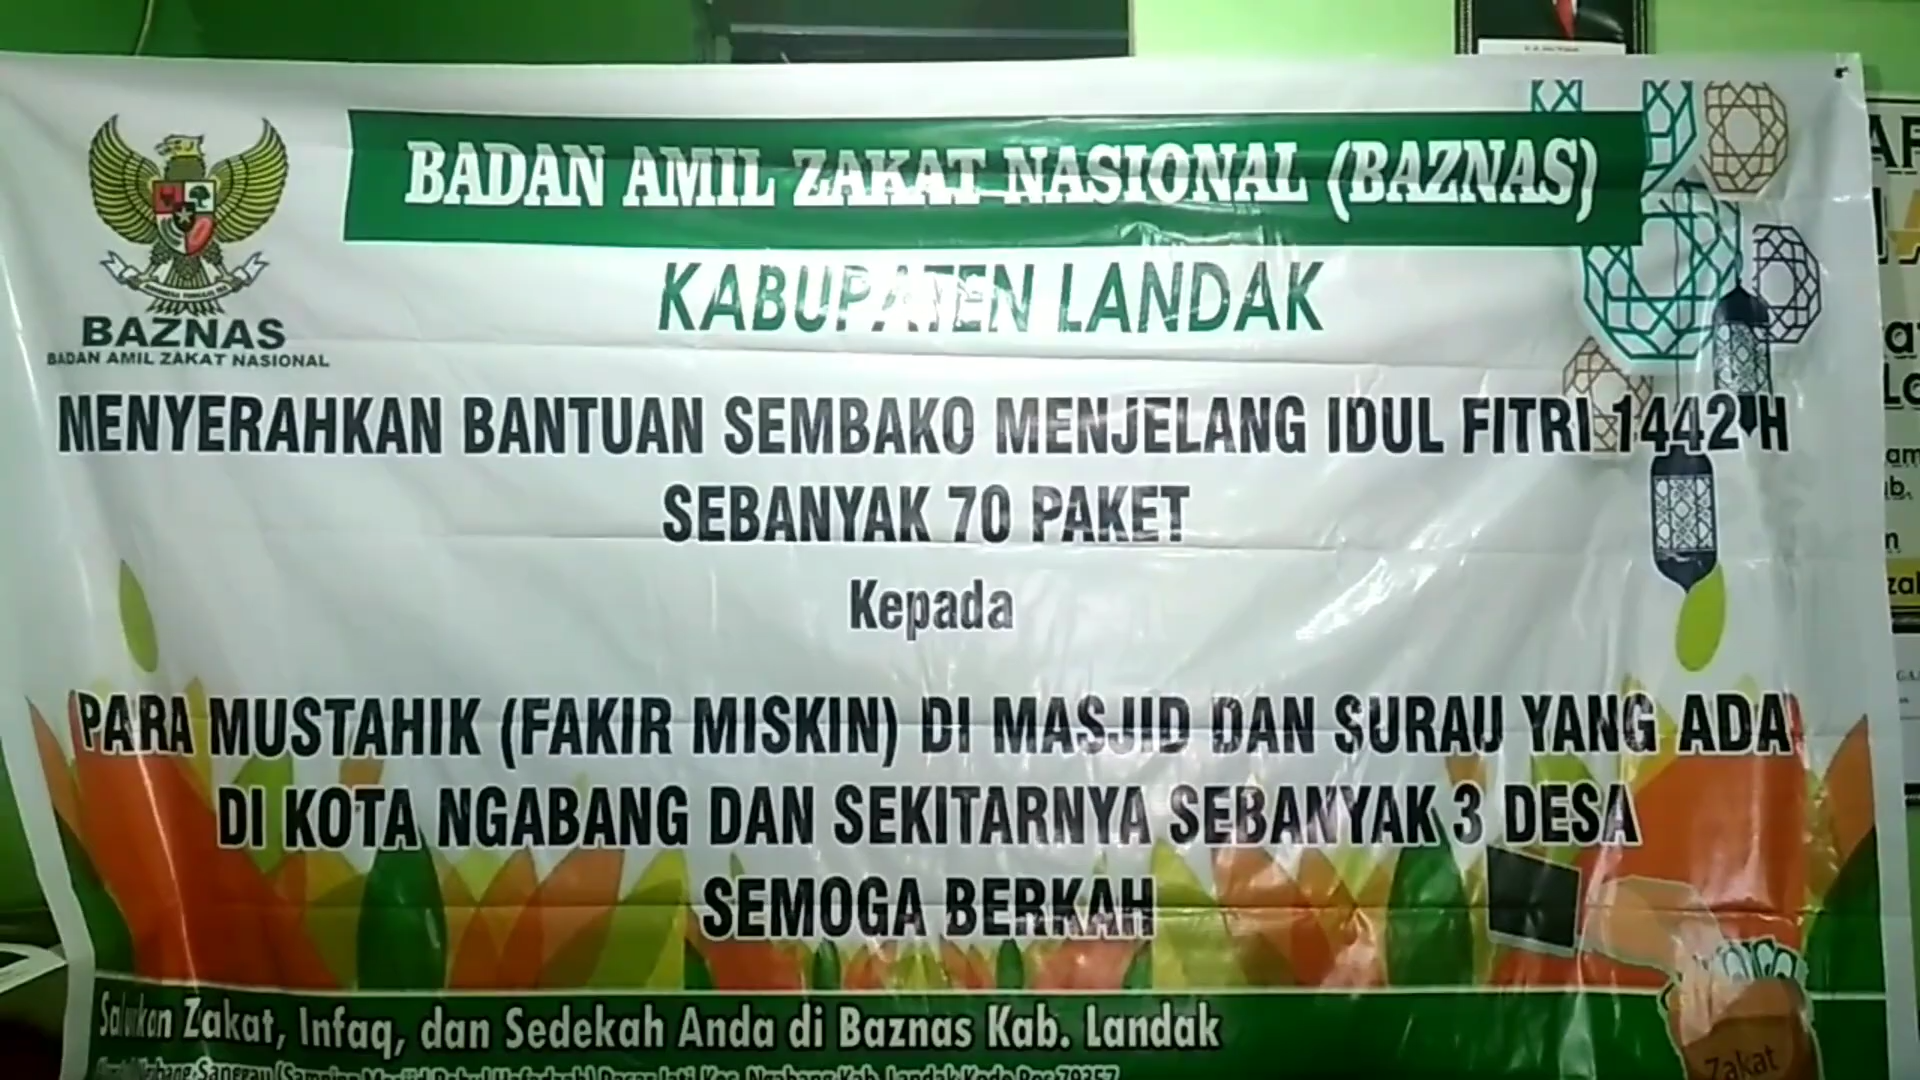 BADAN AMIL ZAKAT NASIONAL (BAZNAS)
KABUPATEN LANDAK
BAZNAS
BADAN AMIL ZAKAT NASIONAL
MENYERAHKAN BANTUAN SEMBAKO MENJELANG IDUL FITRI 1442 H
SEBANYAK 70 PAKET
Kepada
PARA MUSTAHIK (FAKIR MISKIN) DI MASJID DAN SURAU YANG ADA
DI KOTA NGABANG DAN SEKITARNYA SEBANYAK 3 DESA
SEMOGA BERKAH
Salurkan Zakat, Infaq, dan Sedekah Anda di Baznas Kab. Landak
Zakat